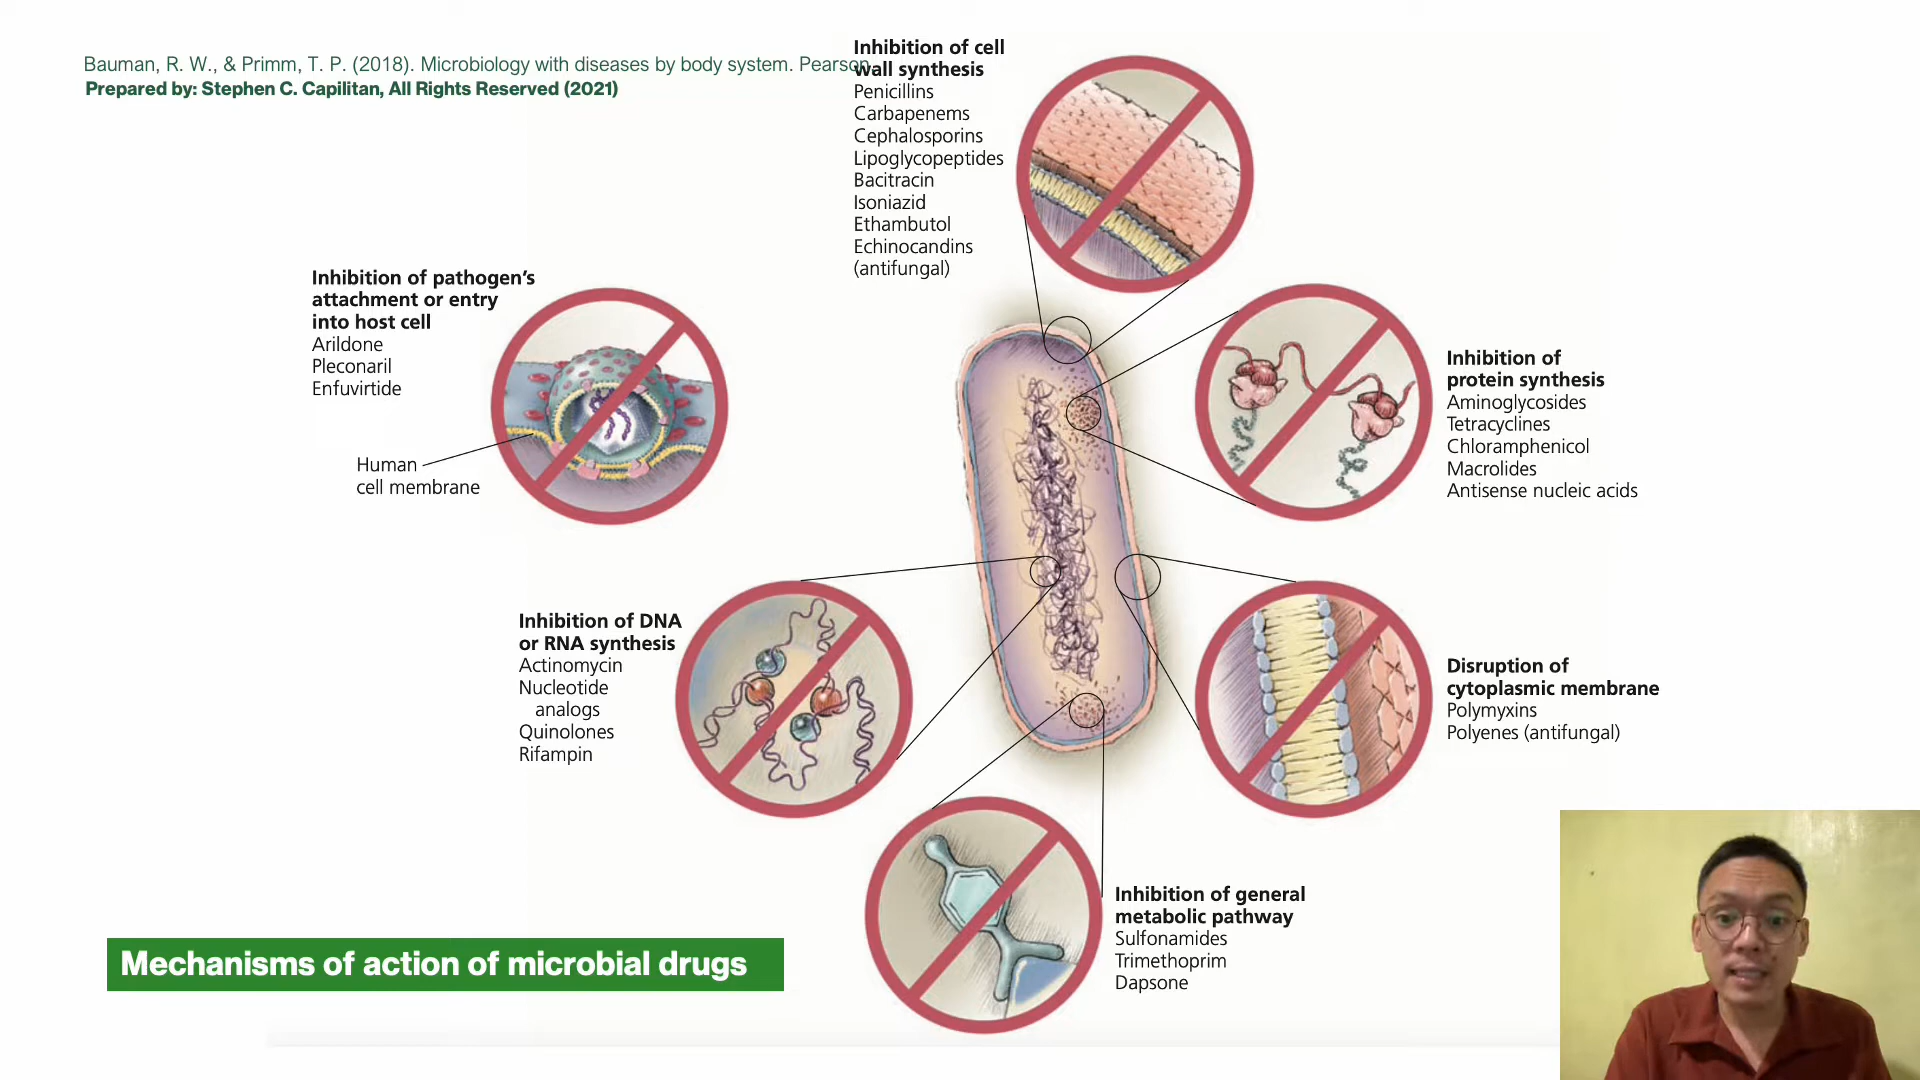 Bauman, R. W., & Primm, T. P. (2018). Microbiology with diseases by body system. Pearson
Prepared by: Stephen C. Capilitan, All Rights Reserved (2021)
Inhibition of cell
wall synthesis
Penicillins
Carbapenems
Cephalosporins
Lipoglycopeptides
Bacitracin
Isoniazid
Ethambutol
Echinocandins
(antifungal)
Inhibition of pathogen's
attachment or entry
into host cell
Arildone
Pleconaril
Enfuvirtide
Human
cell membrane
Inhibition of
protein synthesis
Aminoglycosides
Tetracyclines
Chloramphenicol
Macrolides
Antisense nucleic acids
Inhibition of DNA
or RNA synthesis
Actinomycin
Nucleotide
analogs
Quinolones
Rifampin
Disruption of
cytoplasmic membrane
Polymyxins
Polyenes (antifungal)
Inhibition of general
metabolic pathway
Sulfonamides
Trimethoprim
Dapsone
Mechanisms of action of microbial drugs